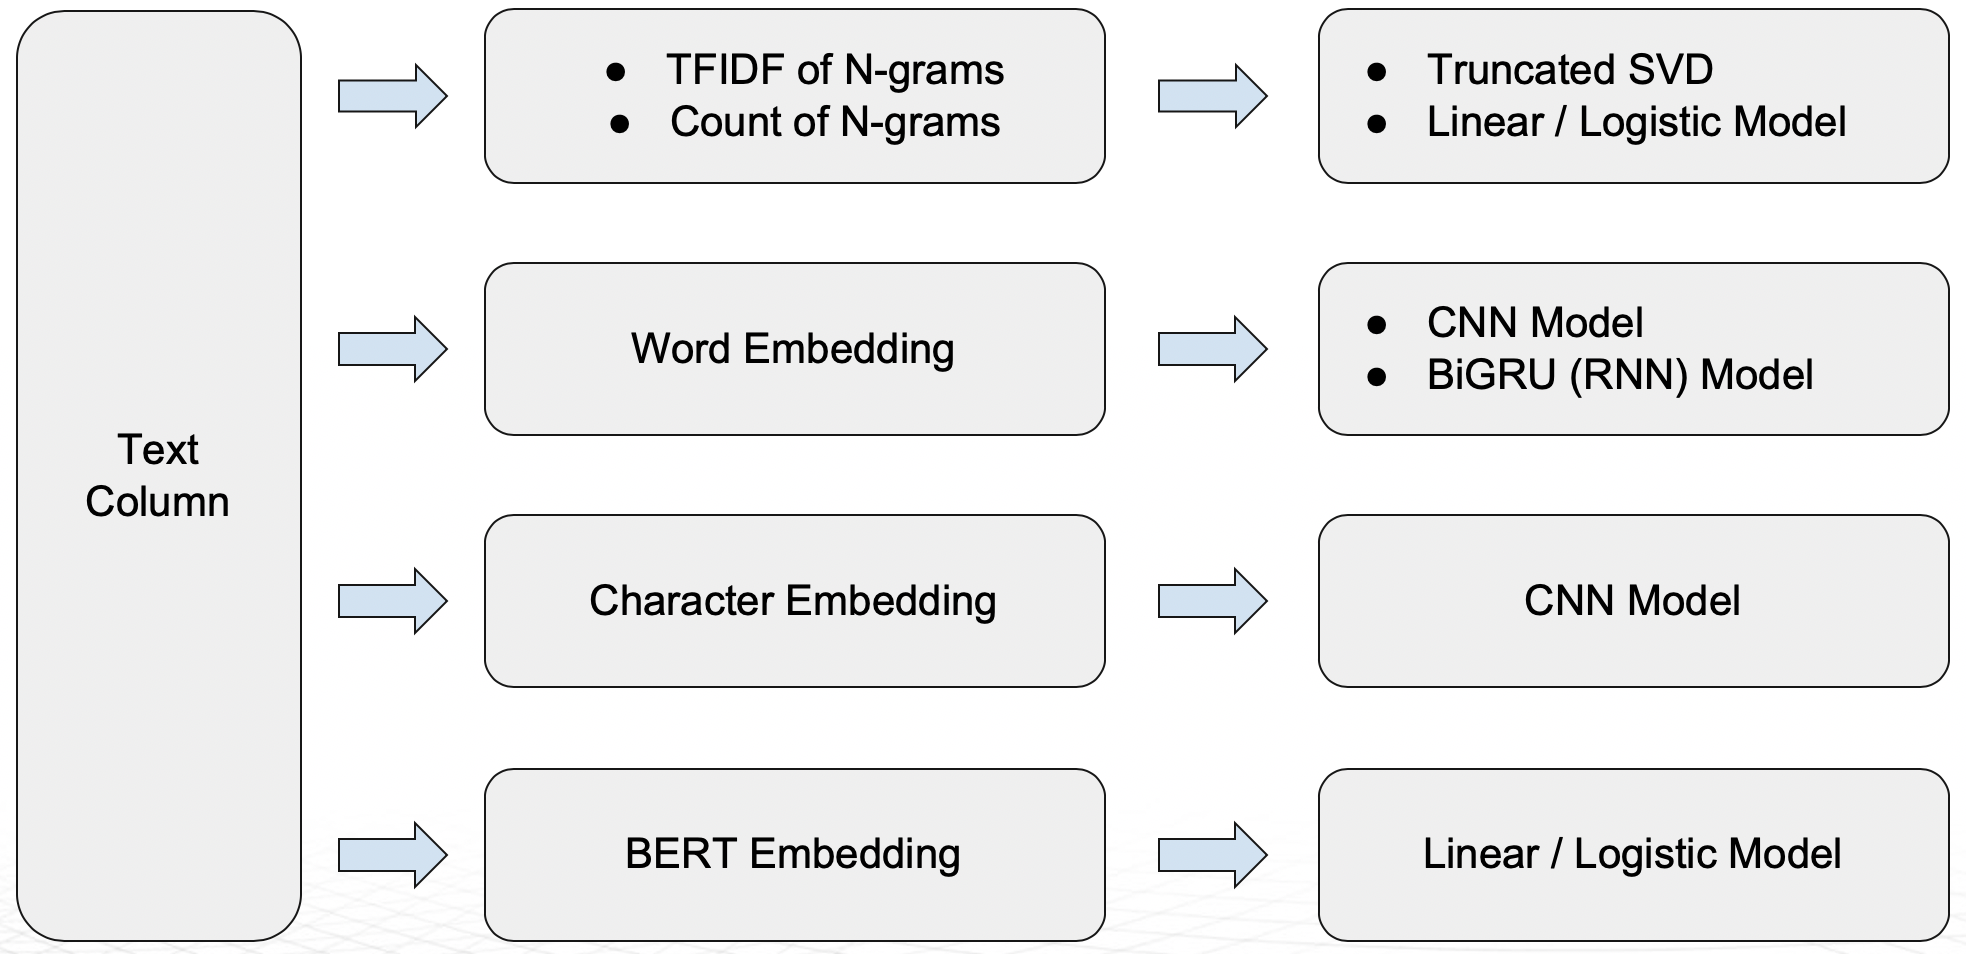 Text
Column
● TFIDF of N-grams
● Count of N-grams
● Truncated SVD
● Linear / Logistic Model
Word Embedding
● CNN Model
● BiGRU (RNN) Model
Character Embedding
CNN Model
BERT Embedding
Linear / Logistic Model